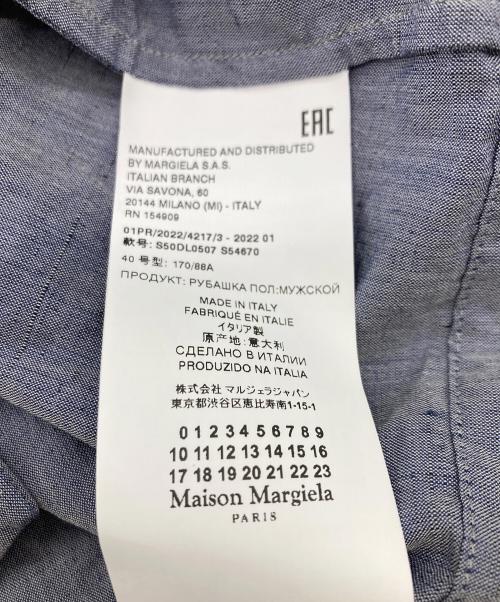 EAC
MANUFACTURED AND DISTRIBUTED
BY MARGIELA S.A.S.
ITALIAN BRANCH
VIA SAVONA, 60
20144 MILANO (MI) - ITALY
RN 154909
01PR/2022/4217/3 - 2022 01
款号: S50DL0507 S54670
40 号型: 170/88A
ПРОДУКТ: РУБАШКА ПОЛ:МУЖСКОЙ
MADE IN ITALY
FABRIQUÉ EN ITALIE
イタリア製
原产地:意大利
СДЕЛАНО В ИТАЛИИ
PRODUZIDO NA ITALIA
株式会社 マルジェラジャパン
東京都渋谷区恵比寿南1-15-1
0 1 2 3 4 5 6 7 8 9
10 11 12 13 14 15 16
17 18 19 20 21 22 23
Maison Margiela
PARIS